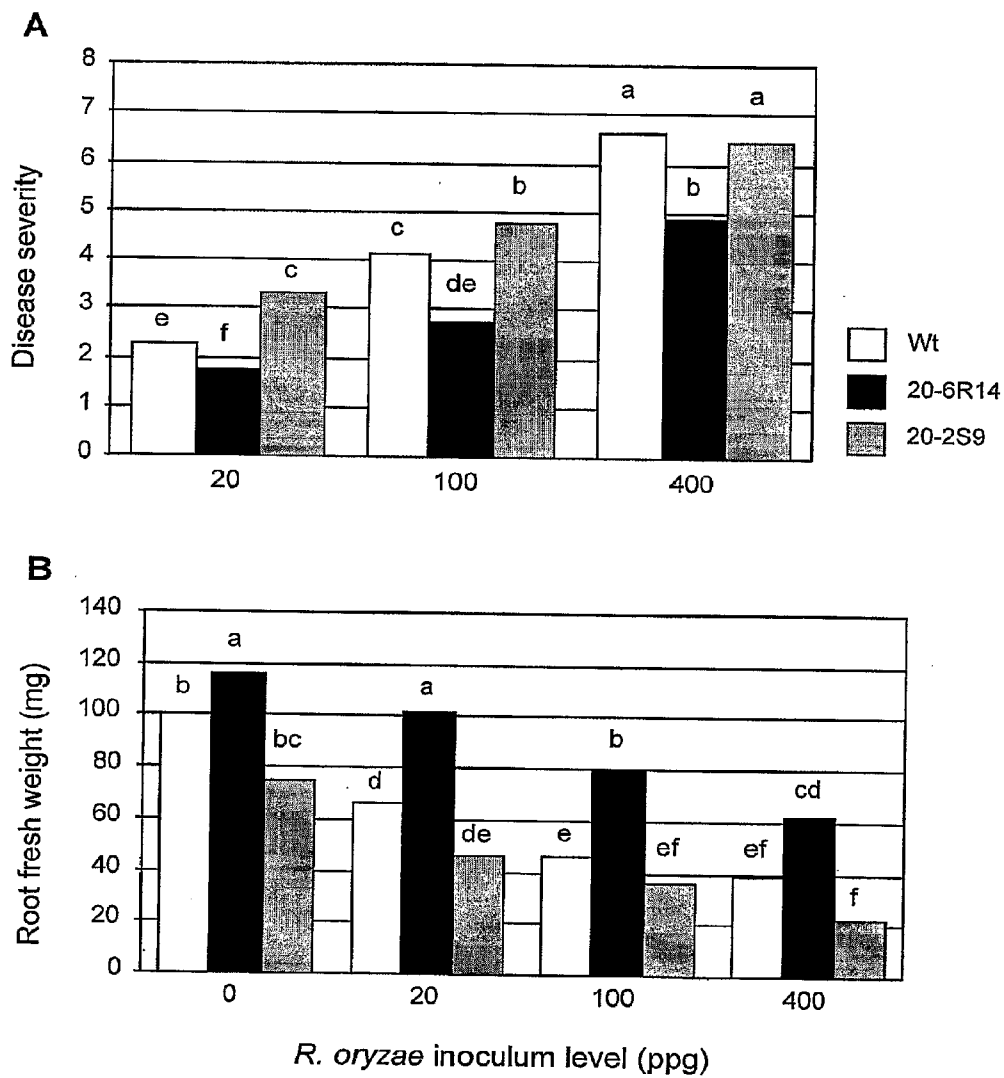 A
8
7
6
5
4
3
2
1
0
Disease severity
e f c
c de b
a b a
20 100 400
Wt
20-6R14
20-2S9
B
140
120
100
80
60
40
20
0
Root fresh weight (mg)
b a bc
d a de
e b ef
ef cd f
0 20 100 400
R. oryzae inoculum level (ppg)